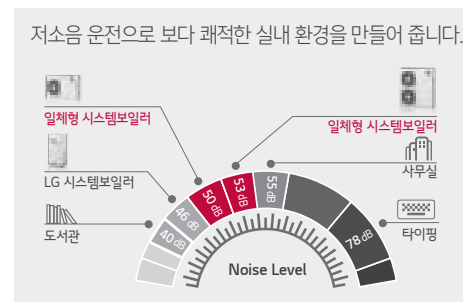 저소음 운전으로 보다 쾌적한 실내 환경을 만들어 줍니다.
일체형 시스템보일러
일체형 시스템보일러
LG 시스템보일러
사무실
도서관
타이핑
40 dB
46 dB
50 dB
53 dB
55 dB
78 dB
Noise Level